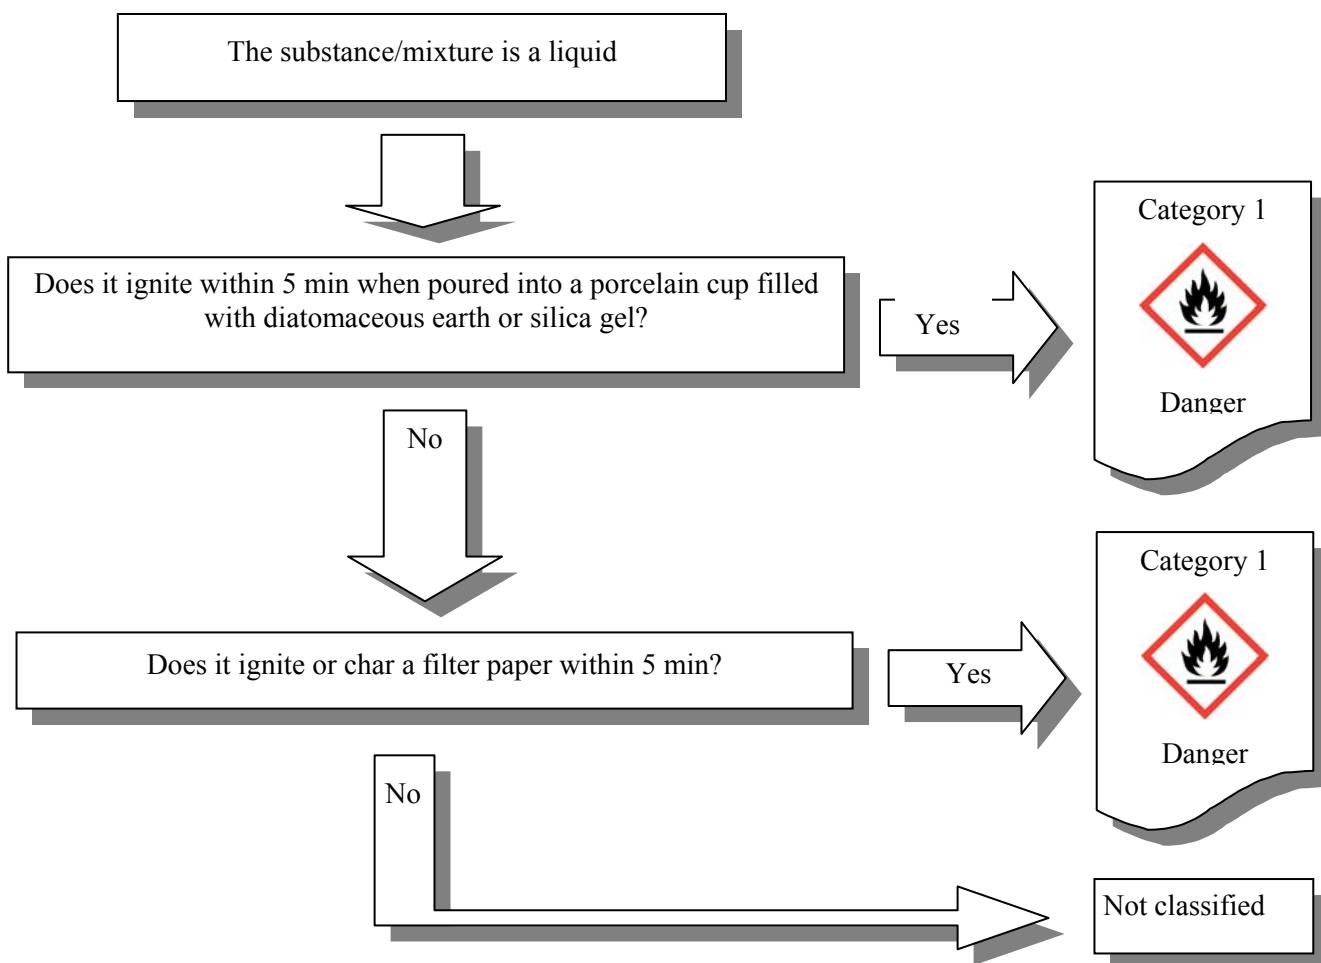 The substance/mixture is a liquid
Does it ignite within 5 min when poured into a porcelain cup filled
with diatomaceous earth or silica gel?
Yes
Category 1
Danger
No
Does it ignite or char a filter paper within 5 min?
Yes
Category 1
Danger
No
Not classified